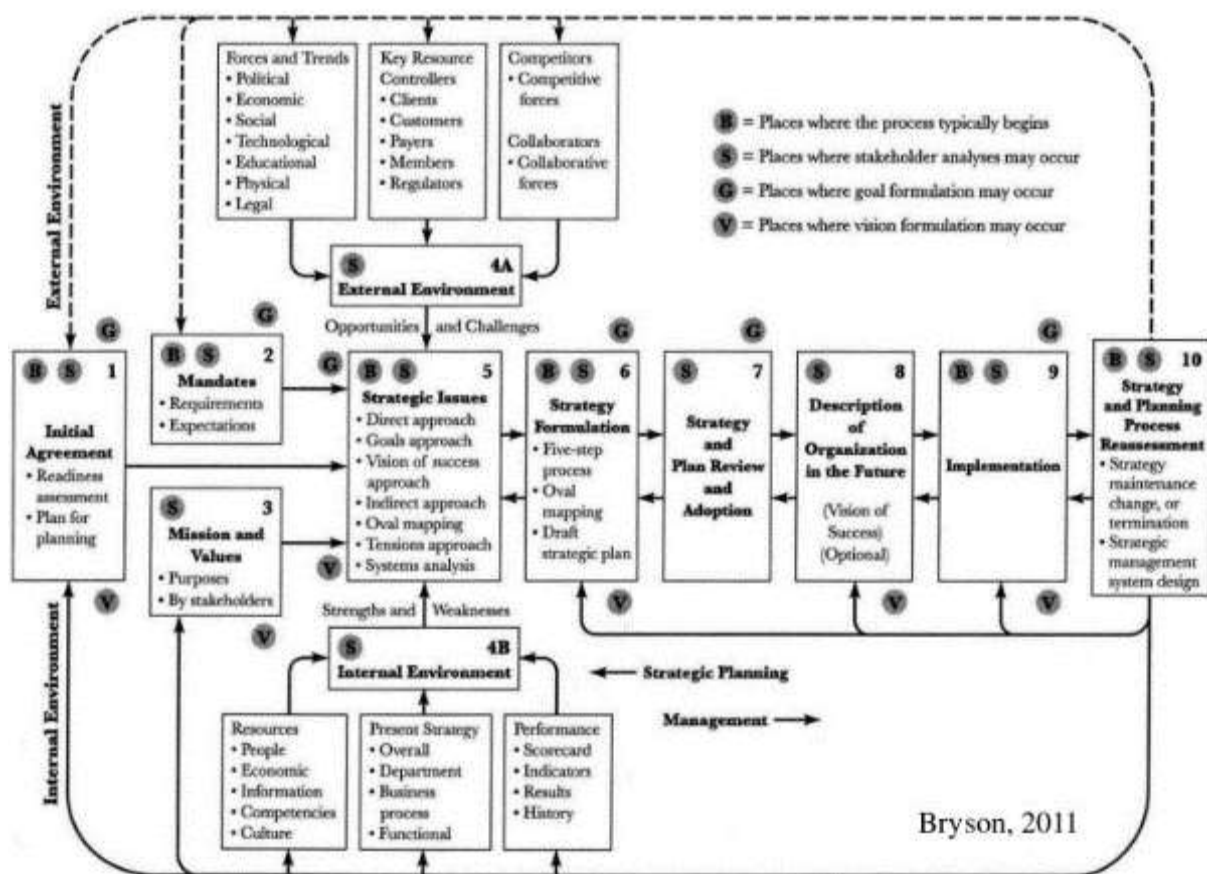 Forces and Trends
• Political
• Economic
• Social
• Technological
• Educational
• Physical
• Legal
Key Resource
Controllers
• Clients
• Customers
• Payers
• Members
• Regulators
Competitors
• Competitive
forces
Collaborators
• Collaborative
forces
B = Places where the process typically begins
S = Places where stakeholder analyses may occur
G = Places where goal formulation may occur
V = Places where vision formulation may occur
External Environment
S 4A
External Environment
Opportunities and Challenges
G
B S 1
Initial
Agreement
• Readiness
assessment
• Plan for
planning
V
G
B S 2
Mandates
• Requirements
• Expectations
S 3
Mission and
Values
• Purposes
• By stakeholders
V
G
B S 5
Strategic Issues
• Direct approach
• Goals approach
• Vision of success
approach
• Indirect approach
• Oval mapping
• Tensions approach
• Systems analysis
V
G
B S 6
Strategy
Formulation
• Five-step
process
• Oval
mapping
• Draft
strategic plan
V
G
S 7
Strategy
and
Plan Review
and
Adoption
S 8
Description
of
Organization
in the Future
(Vision of
Success)
(Optional)
V
G
B S 9
Implementation
V
B S 10
Strategy
and Planning
Process
Reassessment
• Strategy
maintenance
change, or
termination
• Strategic
management
system design
Strengths and Weaknesses
S 4B
Internal Environment
Strategic Planning
Management
Internal Environment
Resources
• People
• Economic
• Information
• Competencies
• Culture
Present Strategy
• Overall
• Department
• Business
process
• Functional
Performance
• Scorecard
• Indicators
• Results
• History
Bryson, 2011